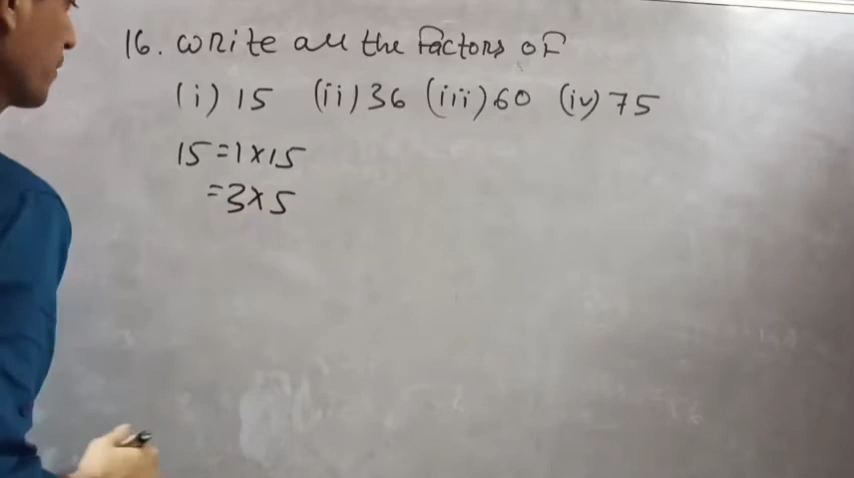 16. write all the factors of
(i) 15 (ii) 36 (iii) 60 (iv) 75
15 = 1 × 15
= 3 × 5